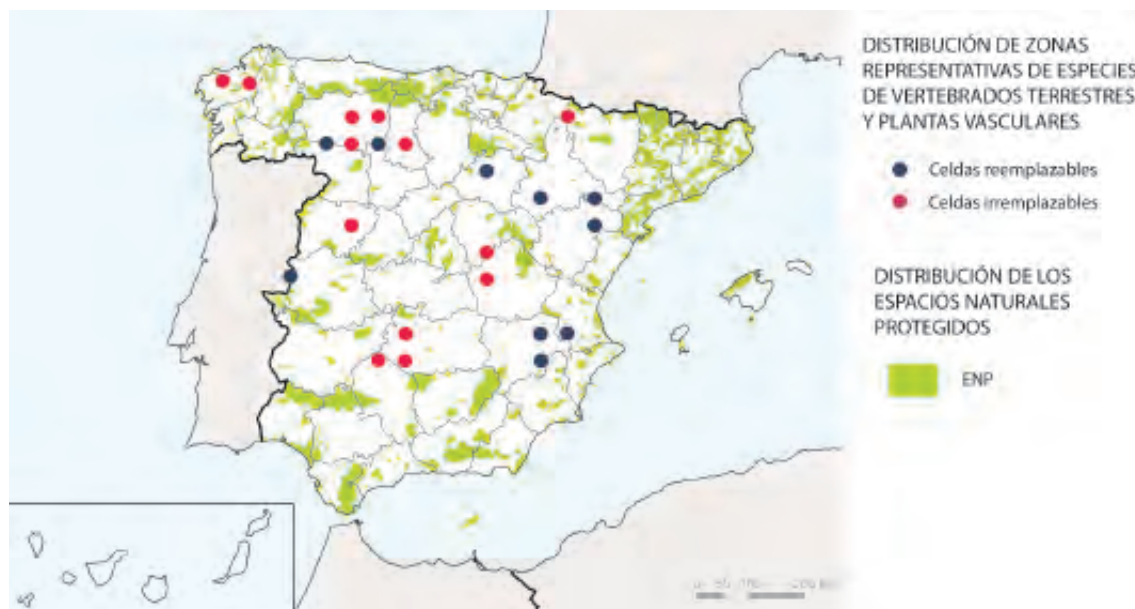 DISTRIBUCIÓN DE ZONAS
REPRESENTATIVAS DE ESPECIES
DE VERTEBRADOS TERRESTRES
Y PLANTAS VASCULARES
Celdas reemplazables
Celdas irremplazables
DISTRIBUCIÓN DE LOS
ESPACIOS NATURALES
PROTEGIDOS
ENP